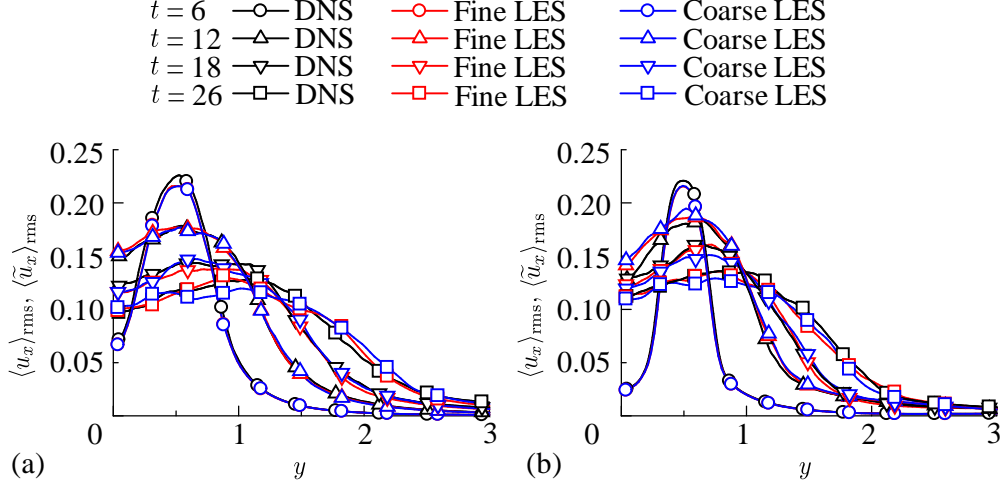 t = 6 DNS Fine LES Coarse LES
t = 12 DNS Fine LES Coarse LES
t = 18 DNS Fine LES Coarse LES
t = 26 DNS Fine LES Coarse LES
0.25 0.25
0.20 0.20
0.15 0.15
0.10 0.10
0.05 0.05
⟨u_x⟩_rms, ⟨ũ_x⟩_rms ⟨u_x⟩_rms, ⟨ũ_x⟩_rms
0 1 2 3 0 1 2 3
(a) y (b) y